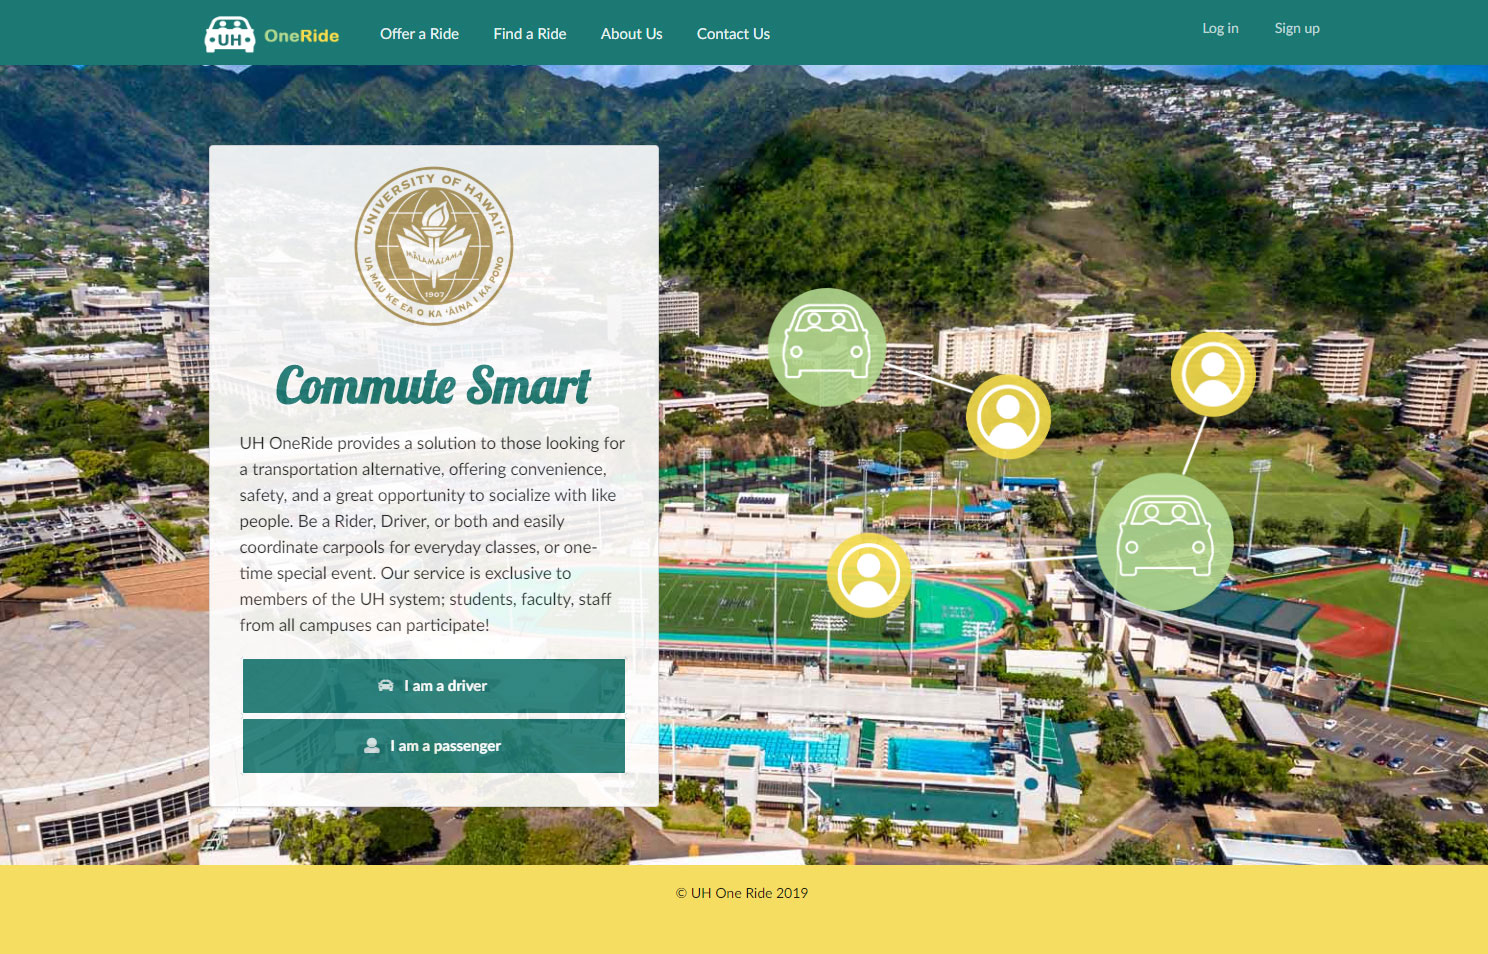 UH OneRide
Offer a Ride
Find a Ride
About Us
Contact Us
Log in
Sign up
UNIVERSITY OF HAWAIʻI
MALAMALAMA
1907
UA MAU KE EA O KA ʻĀINA I KA PONO
Commute Smart
UH OneRide provides a solution to those looking for
a transportation alternative, offering convenience,
safety, and a great opportunity to socialize with like
people. Be a Rider, Driver, or both and easily
coordinate carpools for everyday classes, or one-
time special event. Our service is exclusive to
members of the UH system; students, faculty, staff
from all campuses can participate!
I am a driver
I am a passenger
© UH One Ride 2019